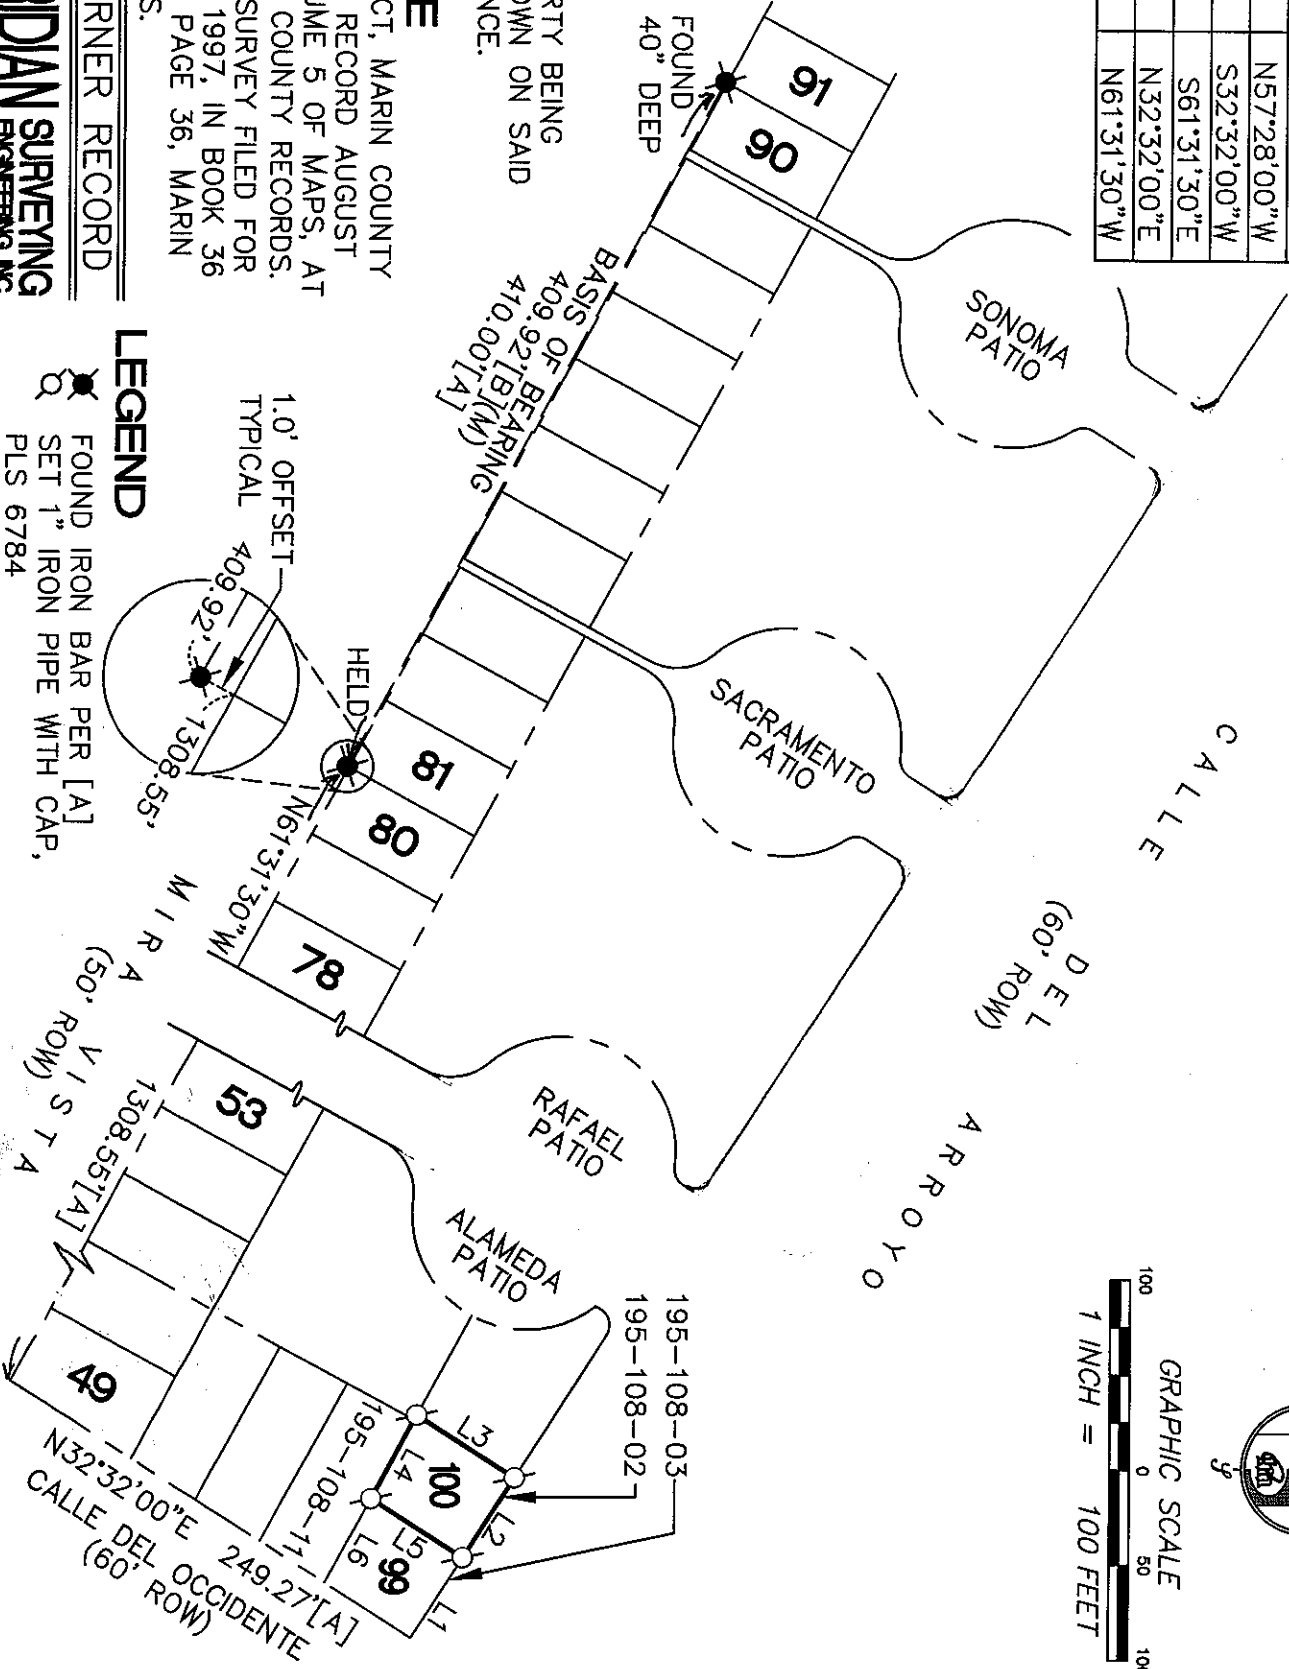 N57°28'00"W
S32°32'00"W
S61°31'30"E
N32°32'00"E
N61°31'30"W
FOUND
40" DEEP
91
90
SONOMA
PATIO
RTY BEING
OWN ON SAID
NCE.
E
CT, MARIN COUNTY
RECORD AUGUST
UME 5 OF MAPS, AT
COUNTY RECORDS.
SURVEY FILED FOR
1997, IN BOOK 36
PAGE 36, MARIN
S.
RNER RECORD
RIDIAN SURVEYING
ENGINEERING, INC.
BASIS OF BEARING
409.92'[B](M)
410.00'[A]
LEGEND
FOUND IRON BAR PER [A]
SET 1" IRON PIPE WITH CAP,
PLS 6784
1.0' OFFSET
TYPICAL
409.92'
1308.55'
HELD
SACRAMENTO
PATIO
81
80
78
N61°31'30"W
CALLE DEL ARROYO
(60' ROW)
MIRA VISTA
(50' ROW)
RAFAEL
PATIO
53
1308.55'[A]
ALAMEDA
PATIO
49
195-108-03
195-108-02
L3
100
L4
L2
L5
99
L6
L1
195-108-11
N32°32'00"E 249.27'[A]
CALLE DEL OCCIDENTE
(60' ROW)
GRAPHIC SCALE
100 0 50 100
1 INCH = 100 FEET